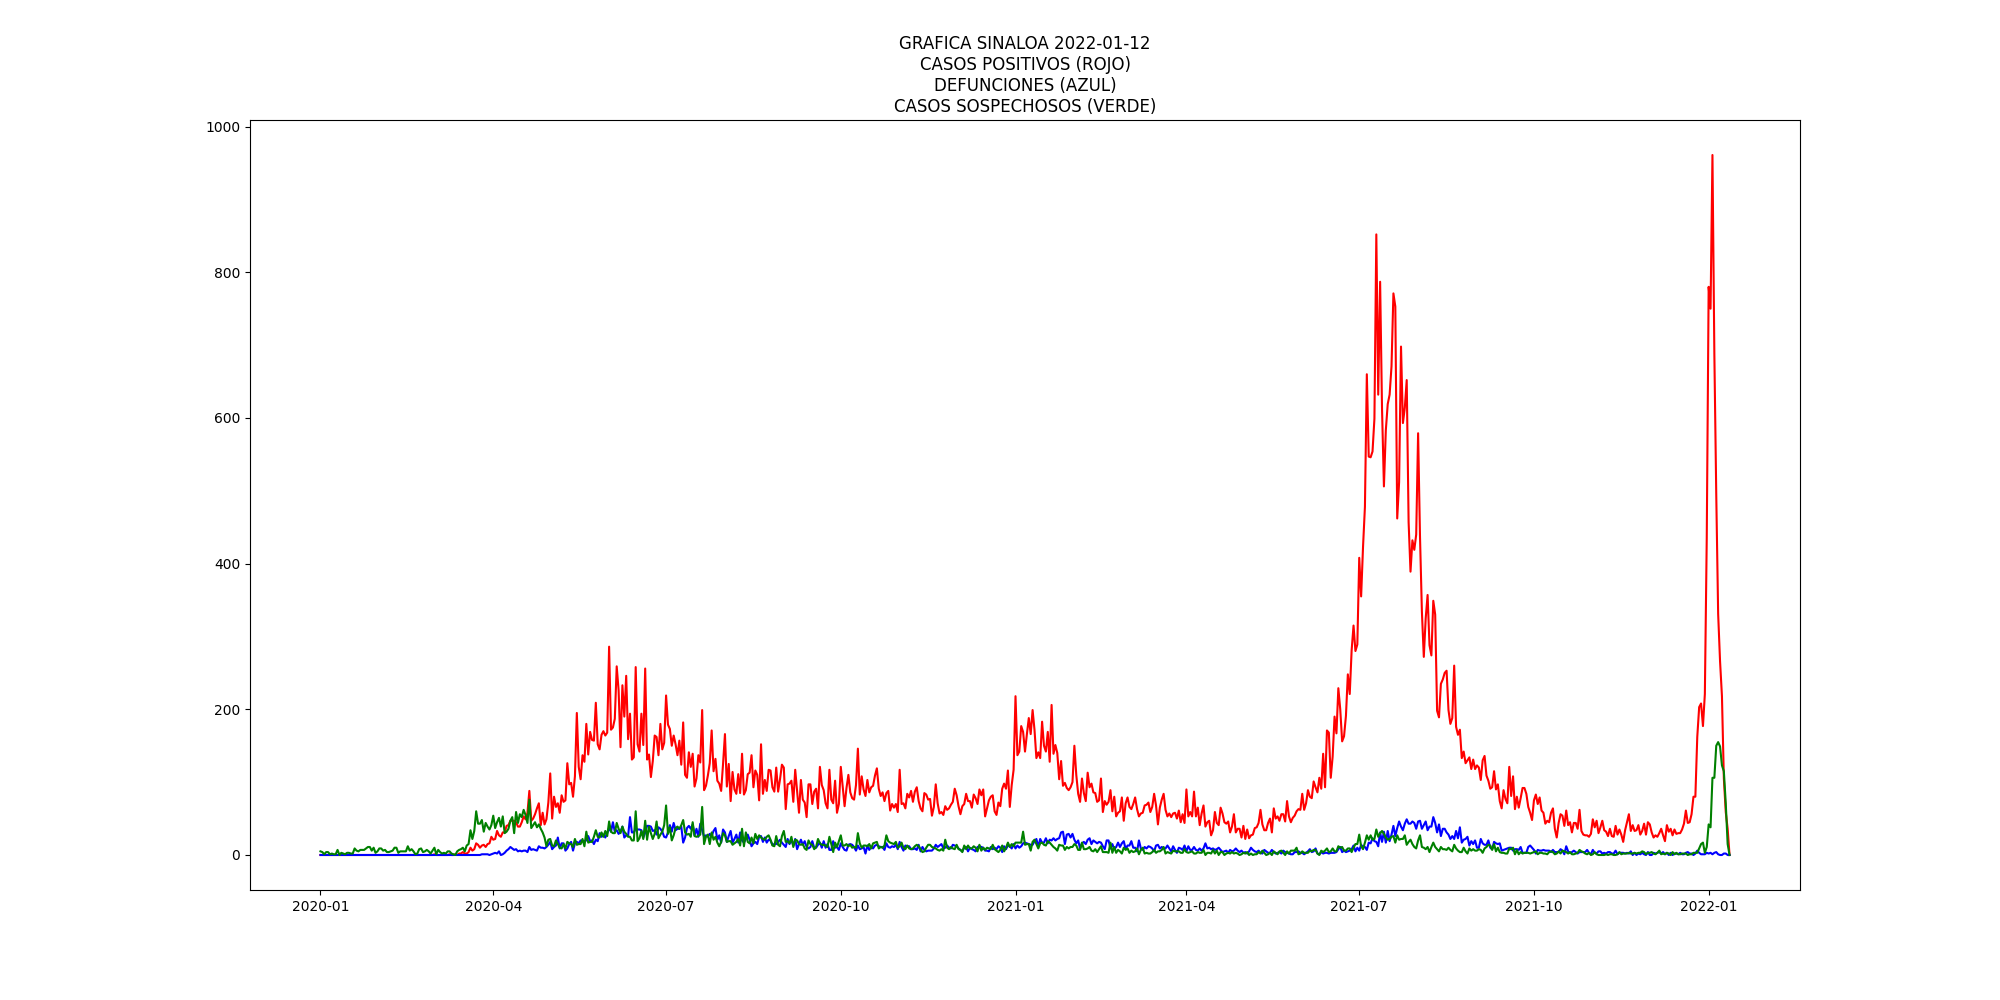 GRAFICA SINALOA 2022-01-12
CASOS POSITIVOS (ROJO)
DEFUNCIONES (AZUL)
CASOS SOSPECHOSOS (VERDE)
1000
800
600
400
200
0
2020-01 2020-04 2020-07 2020-10 2021-01 2021-04 2021-07 2021-10 2022-01